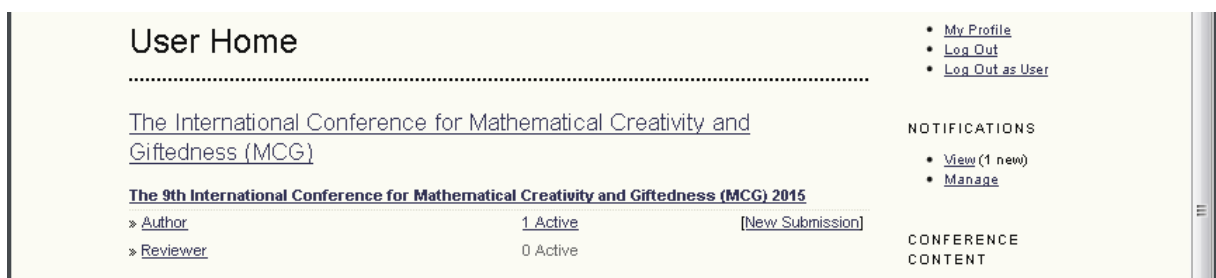 User Home
The International Conference for Mathematical Creativity and
Giftedness (MCG)
The 9th International Conference for Mathematical Creativity and Giftedness (MCG) 2015
» Author 1 Active [New Submission]
» Reviewer 0 Active
• My Profile
• Log Out
• Log Out as User
NOTIFICATIONS
• View (1 new)
• Manage
CONFERENCE
CONTENT